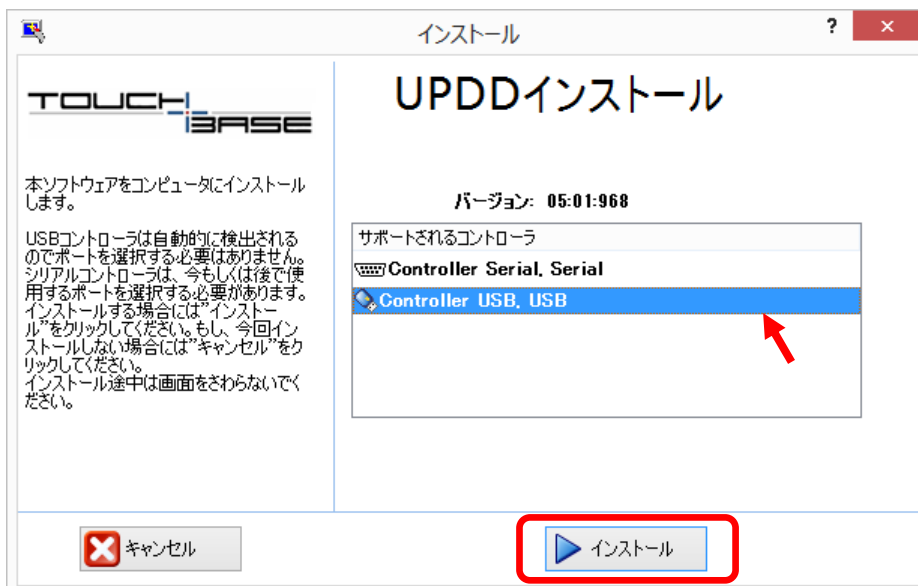 インストール
?
×
TOUCH
BASE
UPDDインストール
本ソフトウェアをコンピュータにインストール
します。
USBコントローラは自動的に検出される
のでポートを選択する必要はありません。
シリアルコントローラは、今もしくは後で使
用するポートを選択する必要があります。
インストールする場合には"インストー
ル"をクリックしてください。もし、今回イン
ストールしない場合には"キャンセル"をク
リックしてください。
インストール途中は画面をさわらないでく
ださい。
バージョン: 05:01:968
サポートされるコントローラ
Controller Serial, Serial
Controller USB, USB
キャンセル
インストール